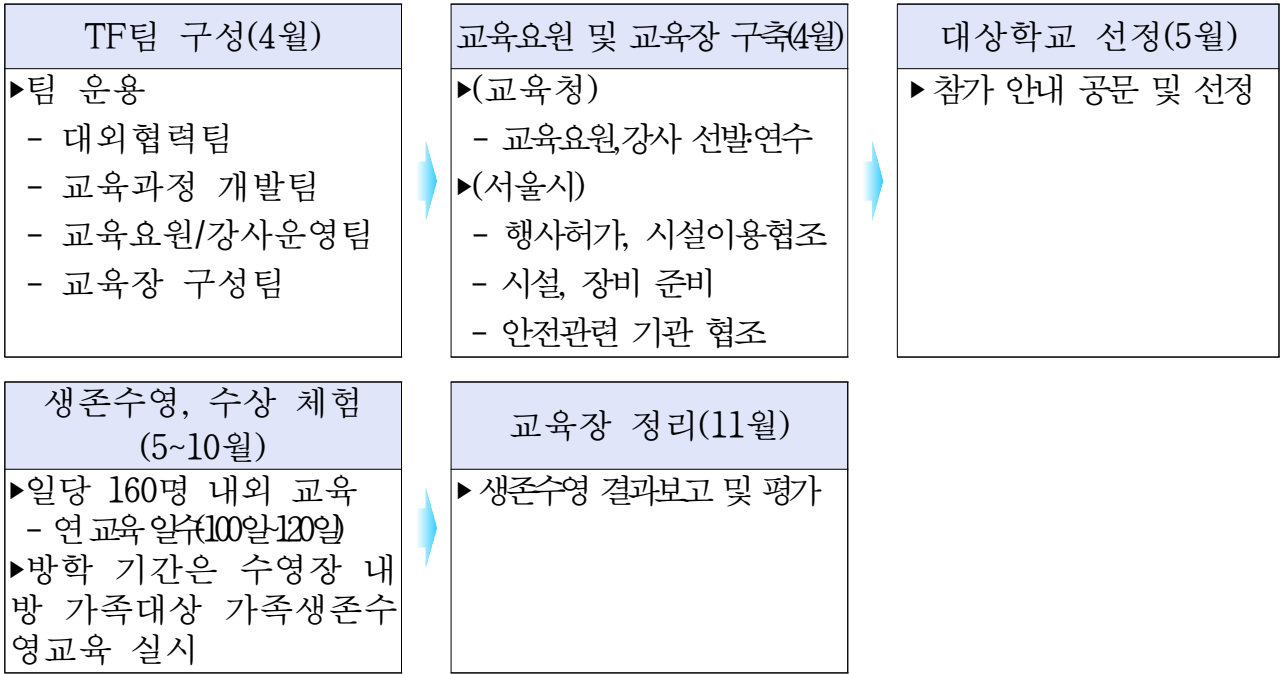 TF팀 구성(4월)
▶팀 운용
- 대외협력팀
- 교육과정 개발팀
- 교육요원/강사운영팀
- 교육장 구성팀
교육요원 및 교육장 구축(4월)
▶(교육청)
- 교육요원,강사 선발·연수
▶(서울시)
- 행사허가, 시설이용협조
- 시설, 장비 준비
- 안전관련 기관 협조
대상학교 선정(5월)
▶ 참가 안내 공문 및 선정
생존수영, 수상 체험
(5~10월)
▶일당 160명 내외 교육
- 연 교육 일수(100일~120일)
▶방학 기간은 수영장 내
방 가족대상 가족생존수
영교육 실시
교육장 정리(11월)
▶ 생존수영 결과보고 및 평가